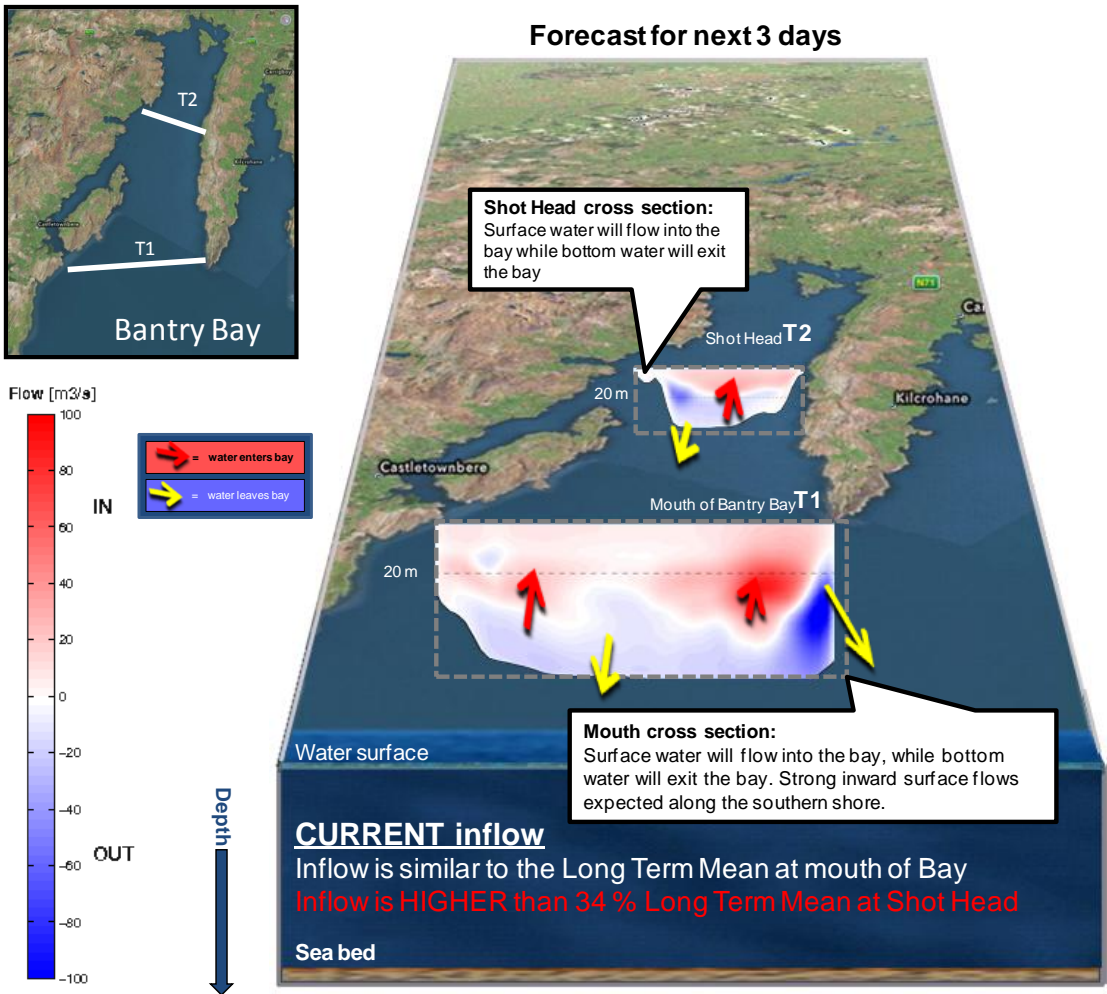 Forecast for next 3 days
T2
Kilcrohane
Castletownbere
T1
Bantry Bay
Shot Head cross section:
Surface water will flow into the
bay while bottom water will exit
the bay
N71
Shot Head T2
20 m
Kilcrohane
Castletownbere
Mouth of Bantry Bay T1
20 m
Flow [m3/s]
100
80
60
40
20
0
-20
-40
-60
-80
-100
IN
OUT
= water enters bay
= water leaves bay
Mouth cross section:
Surface water will flow into the bay, while bottom
water will exit the bay. Strong inward surface flows
expected along the southern shore.
Water surface
Depth
CURRENT inflow
Inflow is similar to the Long Term Mean at mouth of Bay
Inflow is HIGHER than 34 % Long Term Mean at Shot Head
Sea bed